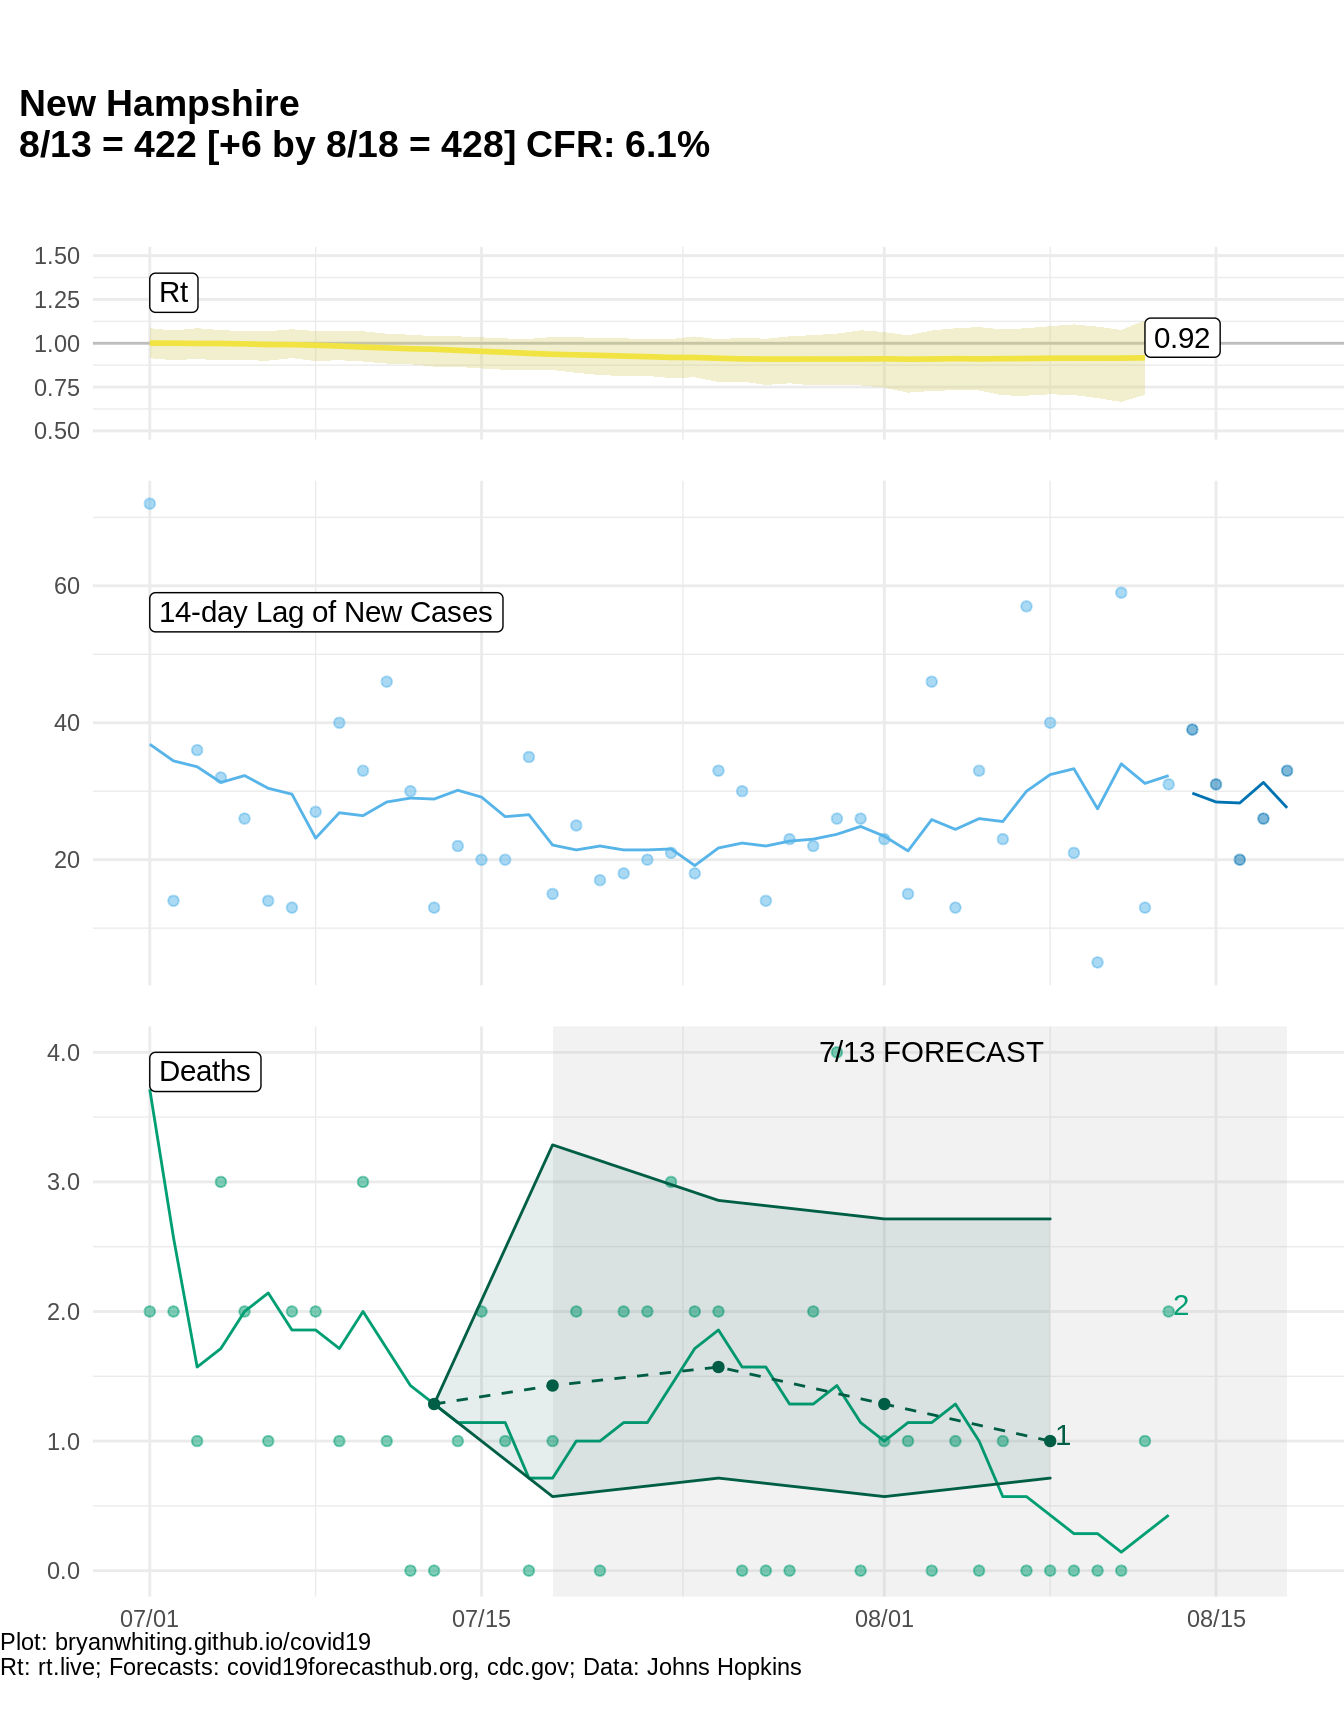 New Hampshire
8/13 = 422 [+6 by 8/18 = 428] CFR: 6.1%
1.50
1.25
1.00
0.75
0.50
Rt
0.92
60
40
20
14-day Lag of New Cases
4.0
3.0
2.0
1.0
0.0
Deaths
7/13 FORECAST
2
1
07/01
07/15
08/01
08/15
Plot: bryanwhiting.github.io/covid19
Rt: rt.live; Forecasts: covid19forecasthub.org, cdc.gov; Data: Johns Hopkins